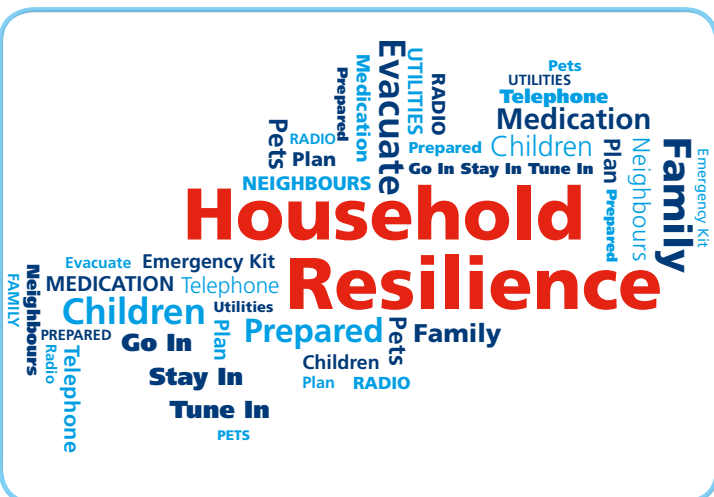 Pets
UTILITIES
Telephone
Medication
Evacuate
UTILITIES
RADIO
Medication
Prepared
Pets
RADIO
Plan
NEIGHBOURS
Prepared
Children
Go In Stay In Tune In
Plan
Prepared
Neighbours
Family
Emergency Kit
Household
Resilience
Evacuate
Emergency Kit
MEDICATION
Telephone
Children
Utilities
FAMILY
Neighbours
PREPARED
Radio
Telephone
Go In
Stay In
Tune In
PETS
Plan
Prepared
Pets
Family
Children
Plan
RADIO